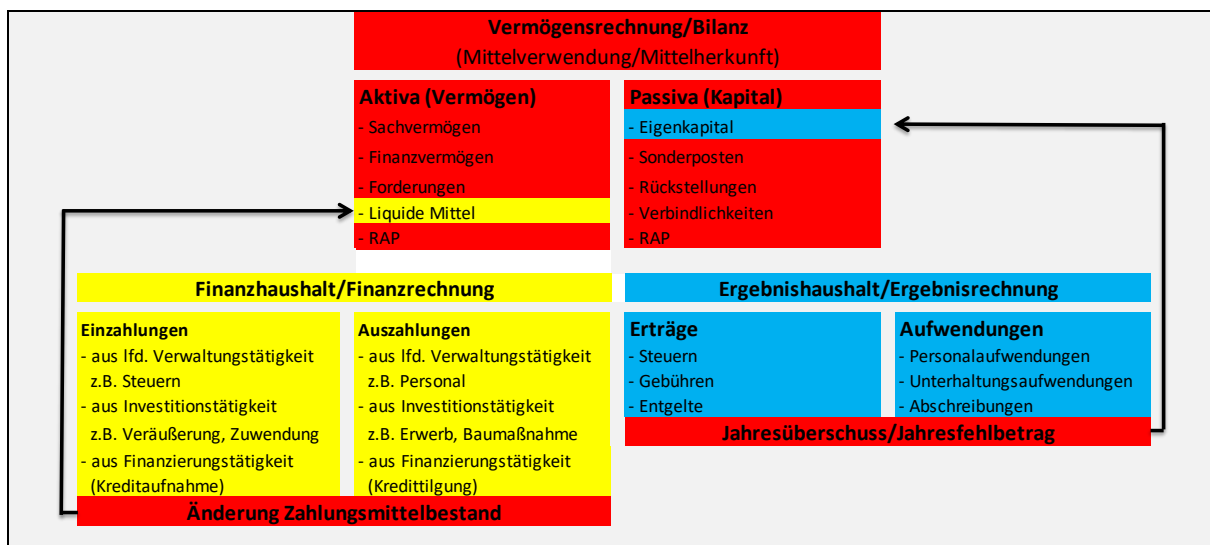 Vermögensrechnung/Bilanz
(Mittelverwendung/Mittelherkunft)
Aktiva (Vermögen)
- Sachvermögen
- Finanzvermögen
- Forderungen
- Liquide Mittel
- RAP
Passiva (Kapital)
- Eigenkapital
- Sonderposten
- Rückstellungen
- Verbindlichkeiten
- RAP
Finanzhaushalt/Finanzrechnung
Einzahlungen
- aus lfd. Verwaltungstätigkeit
z.B. Steuern
- aus Investitionstätigkeit
z.B. Veräußerung, Zuwendung
- aus Finanzierungstätigkeit
(Kreditaufnahme)
Auszahlungen
- aus lfd. Verwaltungstätigkeit
z.B. Personal
- aus Investitionstätigkeit
z.B. Erwerb, Baumaßnahme
- aus Finanzierungstätigkeit
(Kredittilgung)
Änderung Zahlungsmittelbestand
Ergebnishaushalt/Ergebnisrechnung
Erträge
- Steuern
- Gebühren
- Entgelte
Aufwendungen
- Personalaufwendungen
- Unterhaltungsaufwendungen
- Abschreibungen
Jahresüberschuss/Jahresfehlbetrag